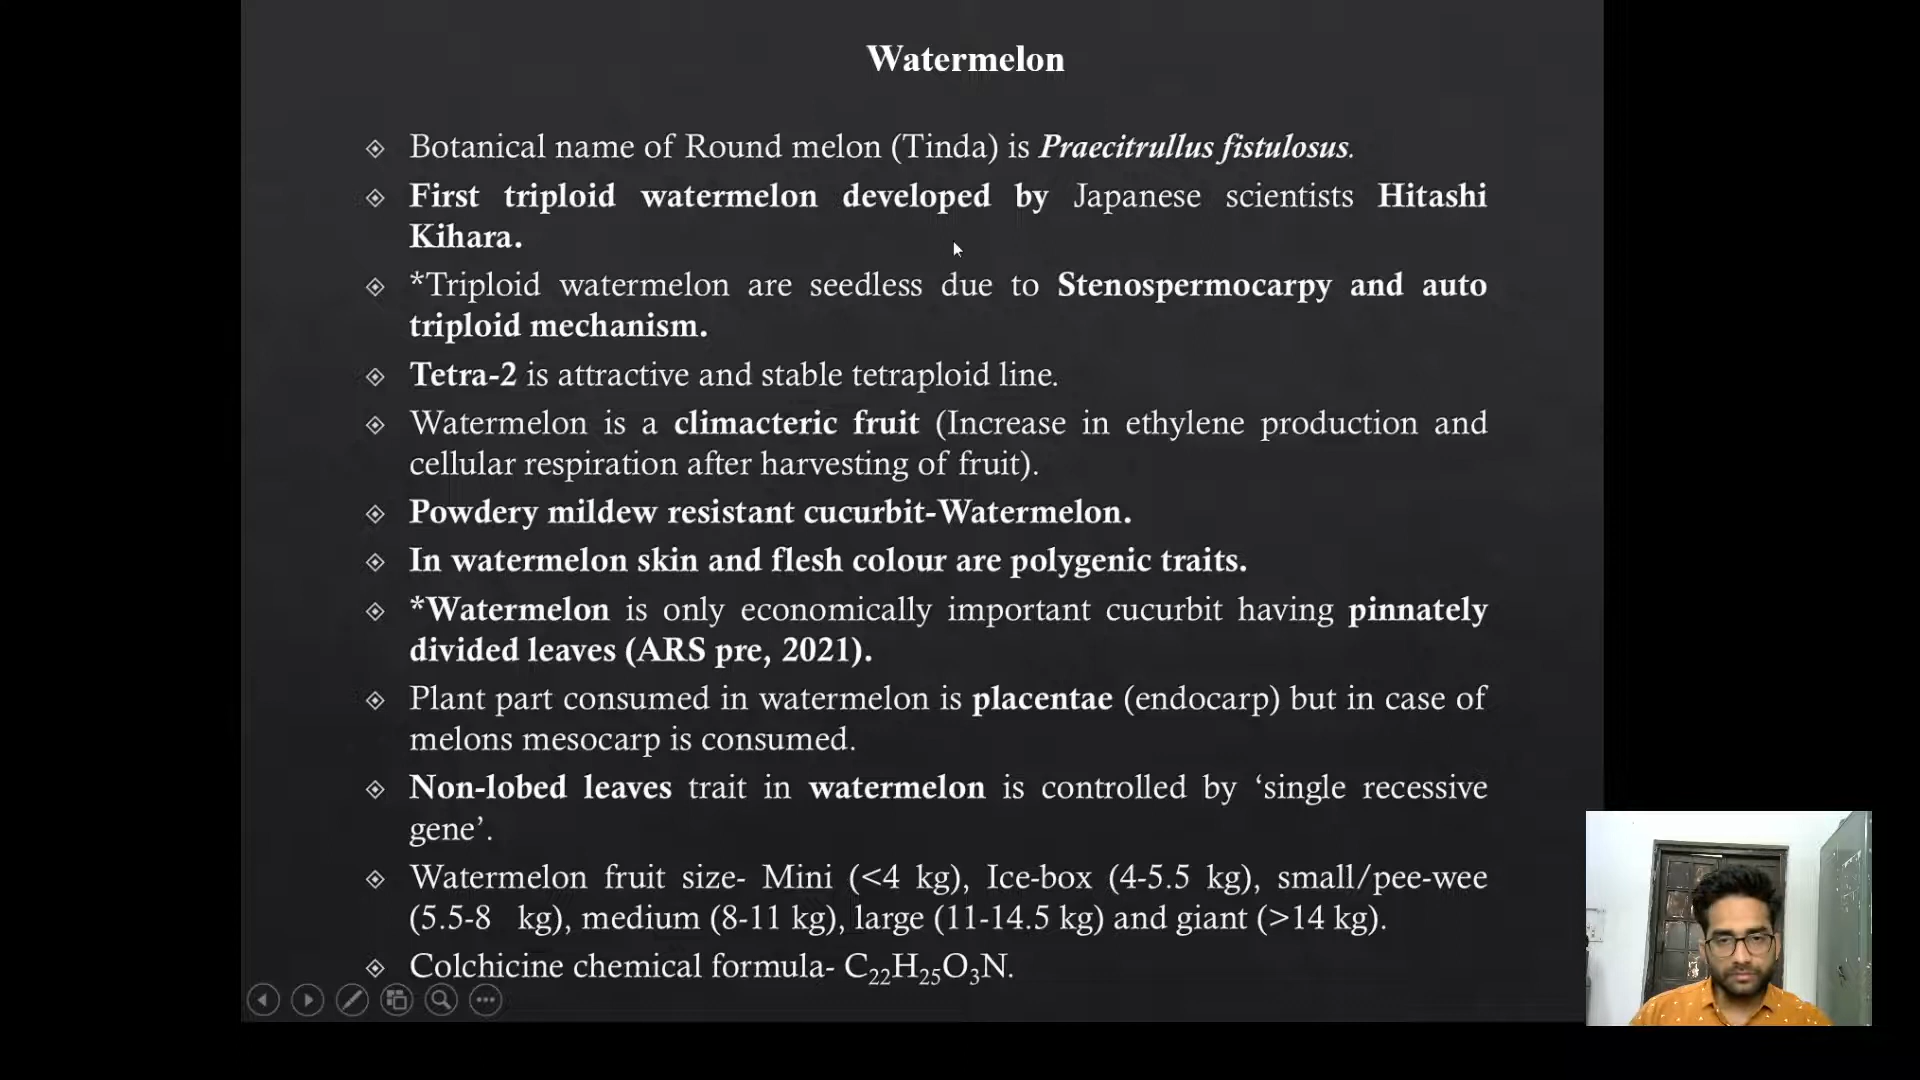 Watermelon
Botanical name of Round melon (Tinda) is Praecitrullus fistulosus.
First triploid watermelon developed by Japanese scientists Hitashi
Kihara.
*Triploid watermelon are seedless due to Stenospermocarpy and auto
triploid mechanism.
Tetra-2 is attractive and stable tetraploid line.
Watermelon is a climacteric fruit (Increase in ethylene production and
cellular respiration after harvesting of fruit).
Powdery mildew resistant cucurbit-Watermelon.
In watermelon skin and flesh colour are polygenic traits.
*Watermelon is only economically important cucurbit having pinnately
divided leaves (ARS pre, 2021).
Plant part consumed in watermelon is placentae (endocarp) but in case of
melons mesocarp is consumed.
Non-lobed leaves trait in watermelon is controlled by ‘single recessive
gene’.
Watermelon fruit size- Mini (<4 kg), Ice-box (4-5.5 kg), small/pee-wee
(5.5-8 kg), medium (8-11 kg), large (11-14.5 kg) and giant (>14 kg).
Colchicine chemical formula- C₂₂H₂₅O₃N.